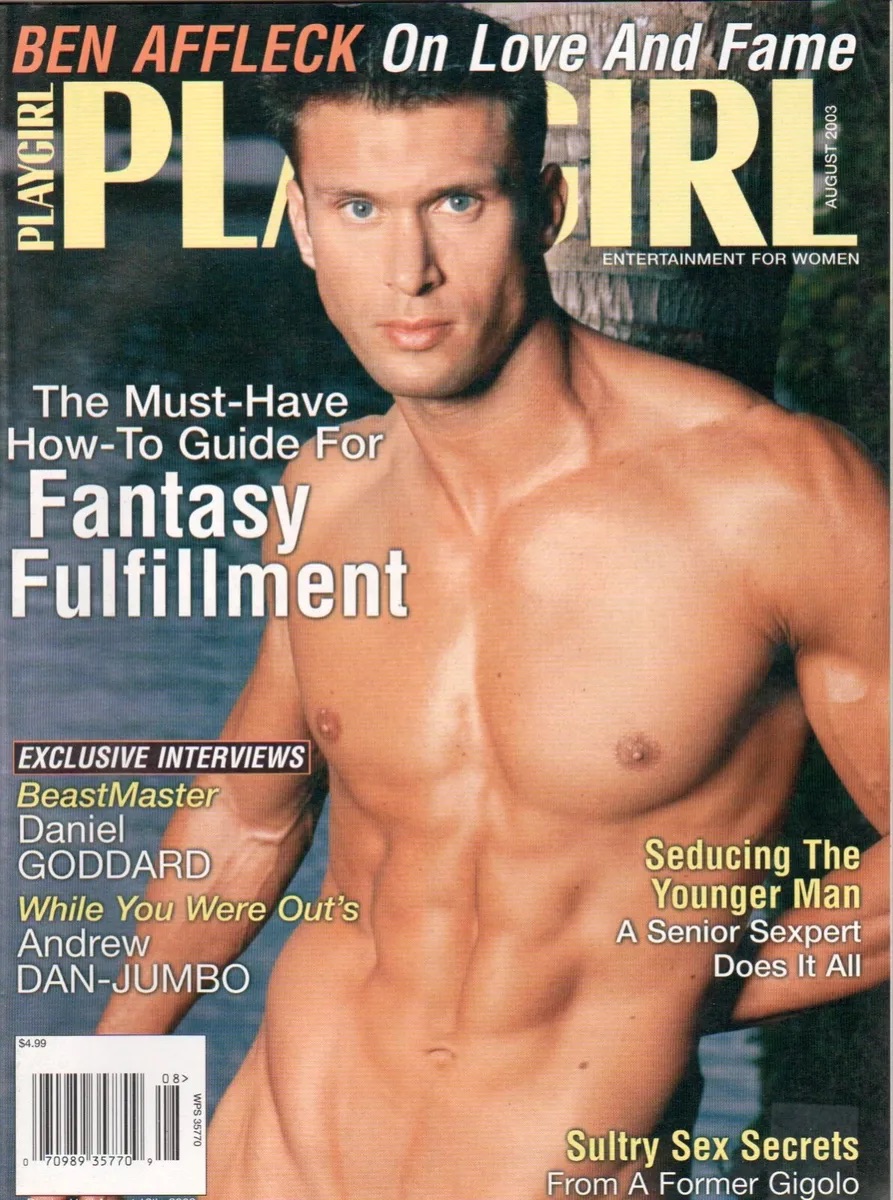 BEN AFFLECK On Love And Fame
PLAYGIRL
PLAYGIRL
AUGUST 2003
ENTERTAINMENT FOR WOMEN
The Must-Have
How-To Guide For
Fantasy
Fulfillment
EXCLUSIVE INTERVIEWS
BeastMaster
Daniel
GODDARD
While You Were Out's
Andrew
DAN-JUMBO
Seducing The
Younger Man
A Senior Sexpert
Does It All
$4.99
08>
WPS 35770
0 70989 35770 9
Sultry Sex Secrets
From A Former Gigolo